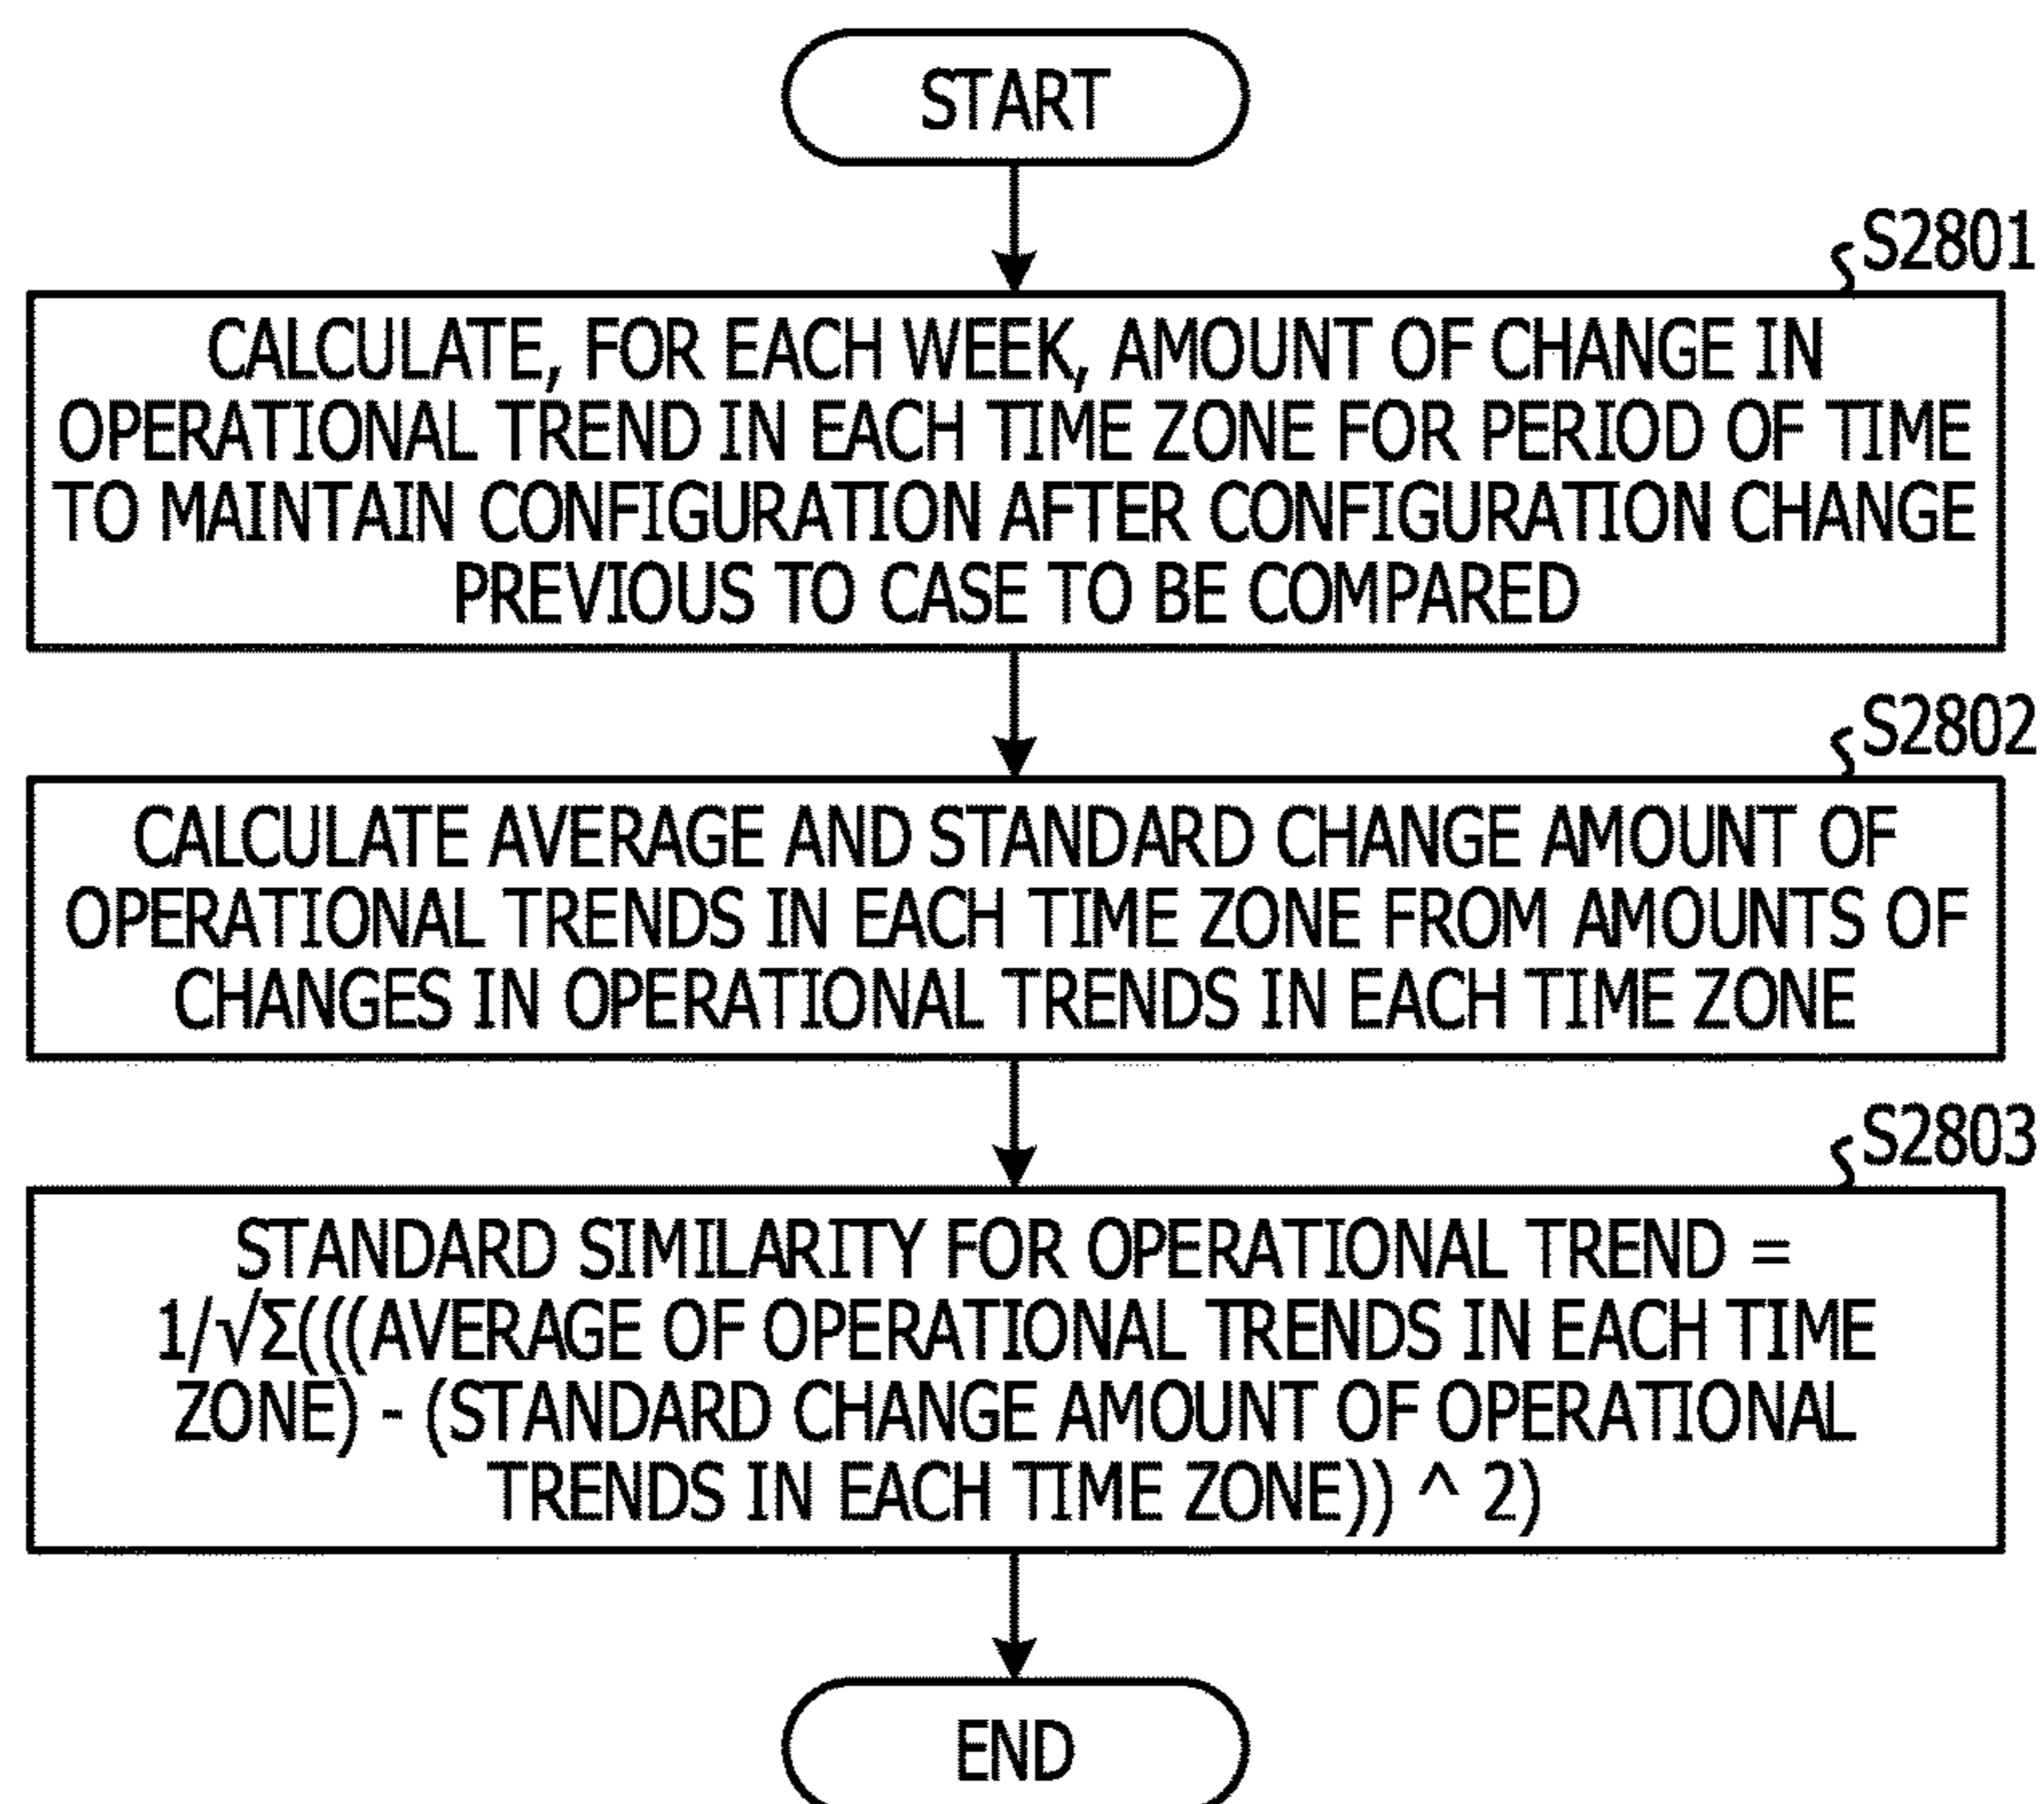 START
S2801
CALCULATE, FOR EACH WEEK, AMOUNT OF CHANGE IN
OPERATIONAL TREND IN EACH TIME ZONE FOR PERIOD OF TIME
TO MAINTAIN CONFIGURATION AFTER CONFIGURATION CHANGE
PREVIOUS TO CASE TO BE COMPARED
S2802
CALCULATE AVERAGE AND STANDARD CHANGE AMOUNT OF
OPERATIONAL TRENDS IN EACH TIME ZONE FROM AMOUNTS OF
CHANGES IN OPERATIONAL TRENDS IN EACH TIME ZONE
S2803
STANDARD SIMILARITY FOR OPERATIONAL TREND =
1/√Σ(((AVERAGE OF OPERATIONAL TRENDS IN EACH TIME
ZONE) - (STANDARD CHANGE AMOUNT OF OPERATIONAL
TRENDS IN EACH TIME ZONE)) ^ 2)
END